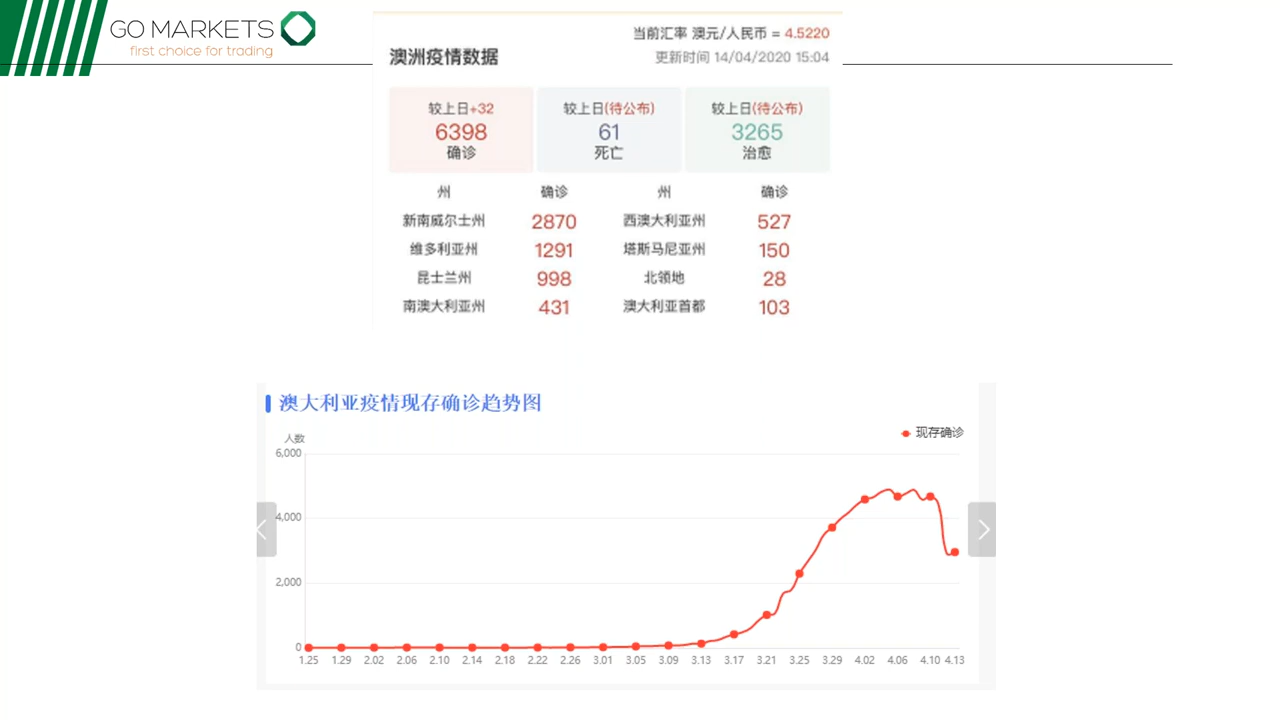 GO MARKETS
first choice for trading
当前汇率 澳元/人民币 = 4.5220
澳洲疫情数据
更新时间 14/04/2020 15:04
较上日+32 较上日(待公布) 较上日(待公布)
6398 61 3265
确诊 死亡 治愈
州 确诊 州 确诊
新南威尔士州 2870 西澳大利亚州 527
维多利亚州 1291 塔斯马尼亚州 150
昆士兰州 998 北领地 28
南澳大利亚州 431 澳大利亚首都 103
澳大利亚疫情现存确诊趋势图
现存确诊
人数
6,000
4,000
2,000
0
1.25 1.29 2.02 2.06 2.10 2.14 2.18 2.22 2.26 3.01 3.05 3.09 3.13 3.17 3.21 3.25 3.29 4.02 4.06 4.10 4.13